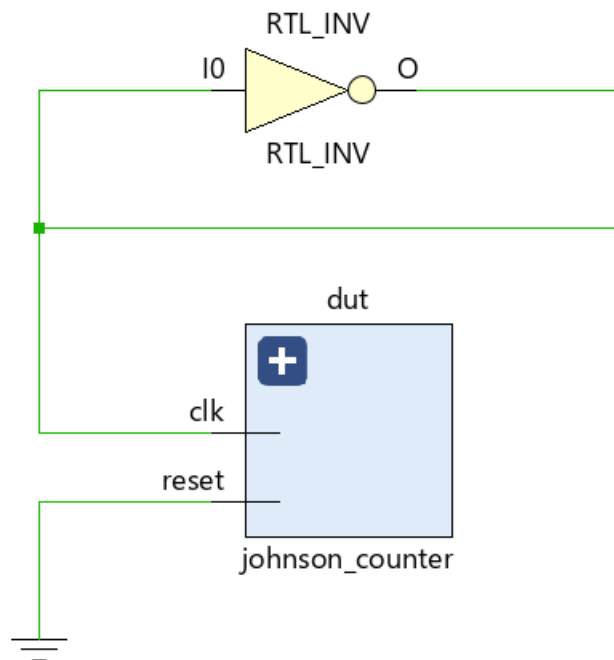 RTL_INV
I0
O
RTL_INV
dut
clk
reset
johnson_counter